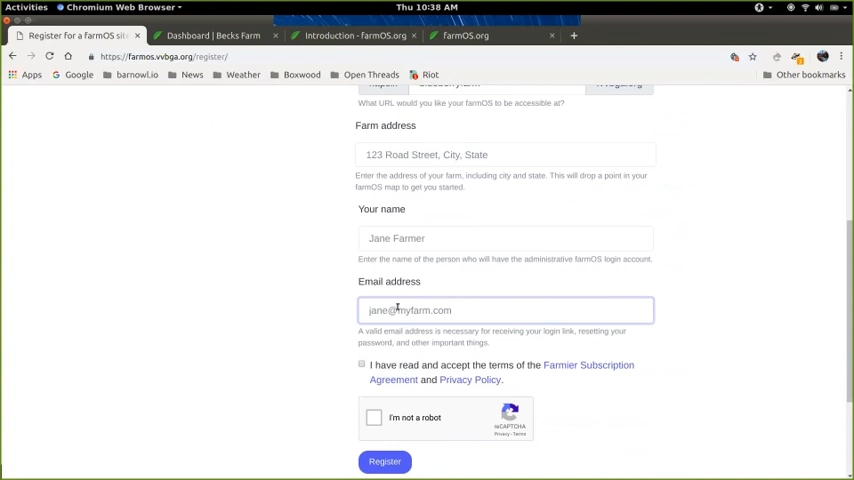 Activities Chromium Web Browser Thu 10:38 AM
Register for a farmOS site Dashboard | Becks Farm Introduction - farmOS.org farmOS.org
https://farmos.vvbga.org/register/
Apps Google barnowl.io News Weather Boxwood Open Threads Riot Other bookmarks
What URL would you like your farmOS to be accessible at?
Farm address
123 Road Street, City, State
Enter the address of your farm, including city and state. This will drop a point in your
farmOS map to get you started.
Your name
Jane Farmer
Enter the name of the person who will have the administrative farmOS login account.
Email address
jane@myfarm.com
A valid email address is necessary for receiving your login link, resetting your
password, and other important things.
I have read and accept the terms of the Farmier Subscription
Agreement and Privacy Policy.
I'm not a robot
reCAPTCHA
Privacy - Terms
Register